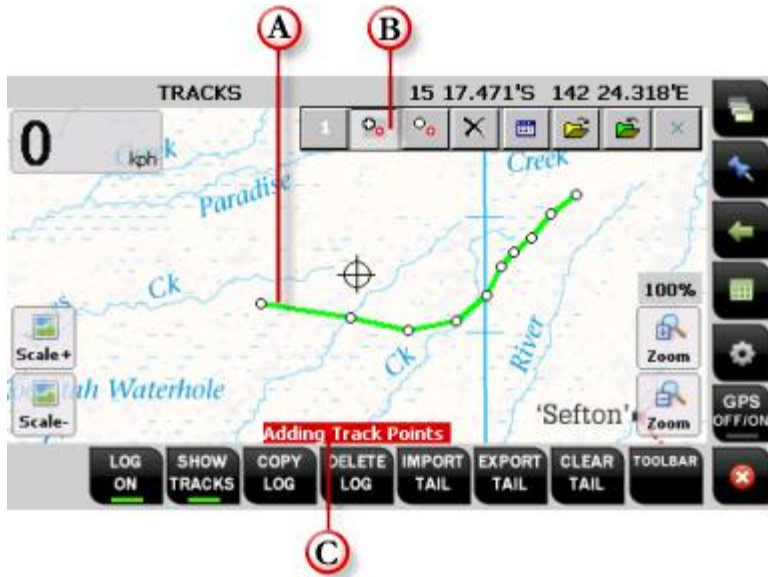 A
B
TRACKS 15 17.471'S 142 24.318'E
0 kph
1
Creek
Paradise
Ck
100%
Scale+
Zoom
River
Ck
Waterhole
'Sefton'
Scale-
Zoom
GPS
OFF/ON
Adding Track Points
LOG ON
SHOW TRACKS
COPY LOG
DELETE LOG
IMPORT TAIL
EXPORT TAIL
CLEAR TAIL
TOOLBAR
C